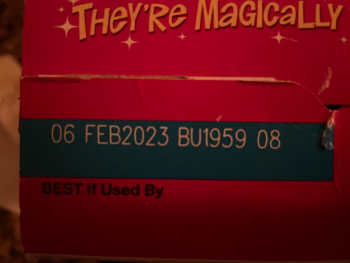 They're Magically
06 FEB2023 BU1959 08
BEST If Used By